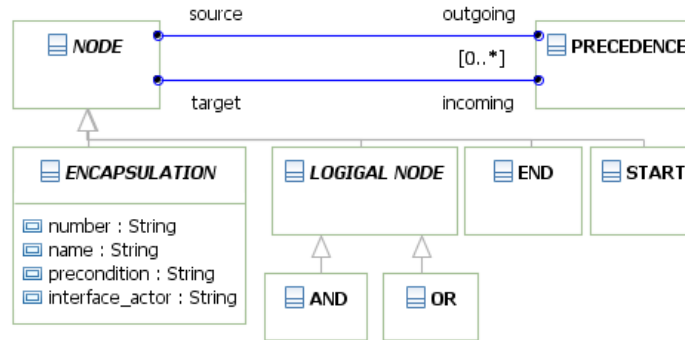 source
outgoing
NODE
PRECEDENCE
[0..*]
target
incoming
ENCAPSULATION
LOGIGAL NODE
END
START
number : String
name : String
precondition : String
interface_actor : String
AND
OR